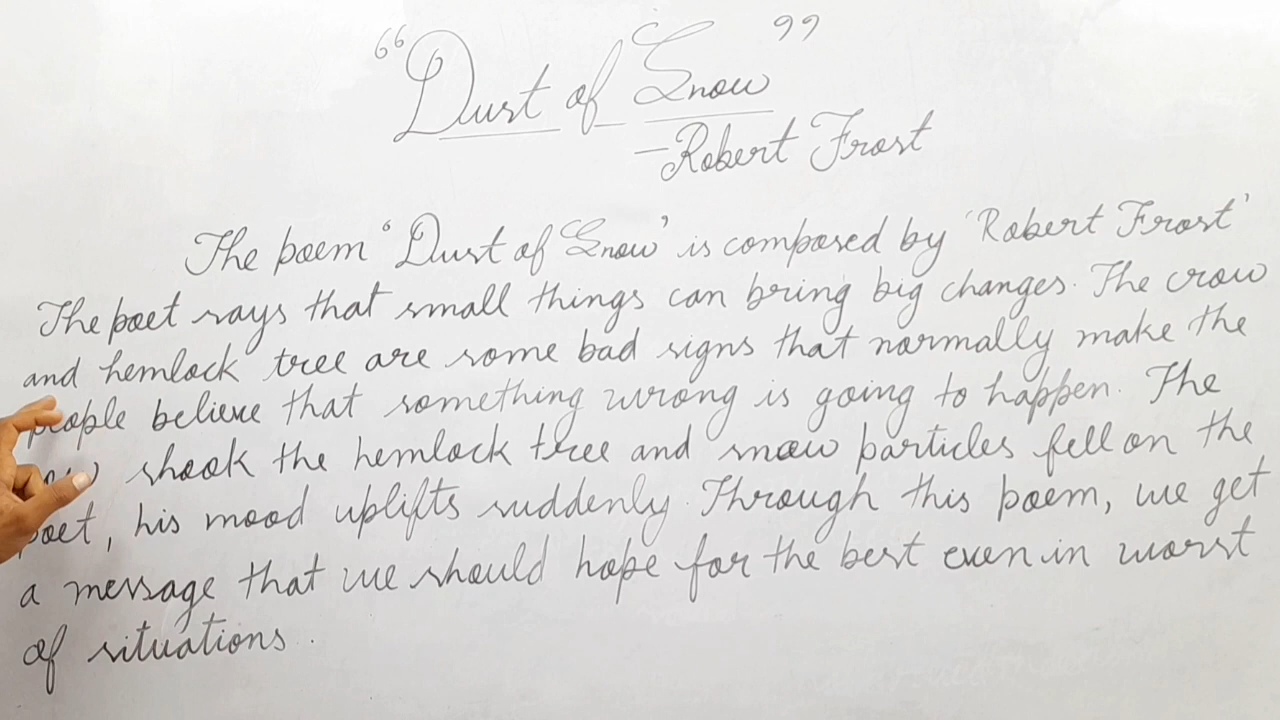 "Dust of Snow"
- Robert Frost
The poem 'Dust of Snow' is composed by 'Robert Frost'
The poet says that small things can bring big changes. The crow
and hemlock tree are some bad signs that normally make the
people believe that something wrong is going to happen. The
shook the hemlock tree and snow particles fell on the
poet, his mood uplifts suddenly. Through this poem, we get
a message that we should hope for the best even in worst
of situations.